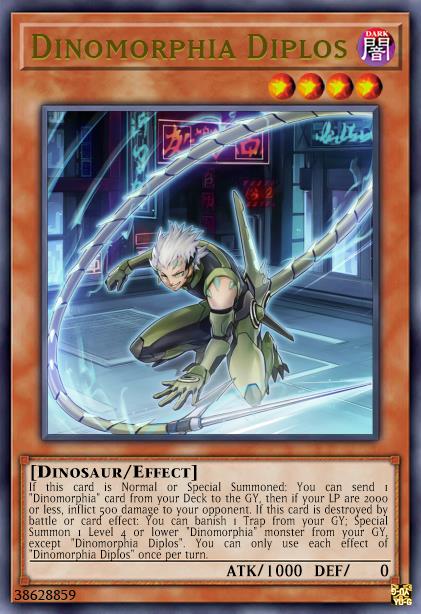 Dinomorphia Diplos
DARK
闇
[Dinosaur/Effect]
If this card is Normal or Special Summoned: You can send 1
"Dinomorphia" card from your Deck to the GY, then if your LP are 2000
or less, inflict 500 damage to your opponent. If this card is destroyed by
battle or card effect: You can banish 1 Trap from your GY; Special
Summon 1 Level 4 or lower "Dinomorphia" monster from your GY,
except "Dinomorphia Diplos". You can only use each effect of
"Dinomorphia Diplos" once per turn.
ATK/1000 DEF/ 0
38628859